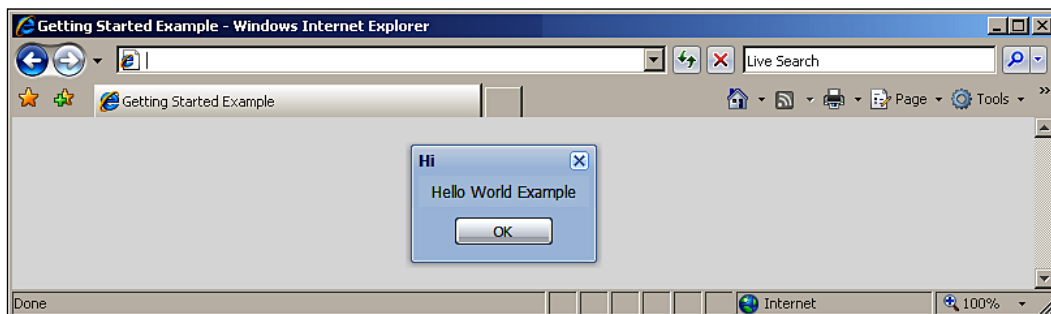 Getting Started Example - Windows Internet Explorer
Live Search
Getting Started Example
Page Tools »
Hi
Hello World Example
OK
Done Internet 100%